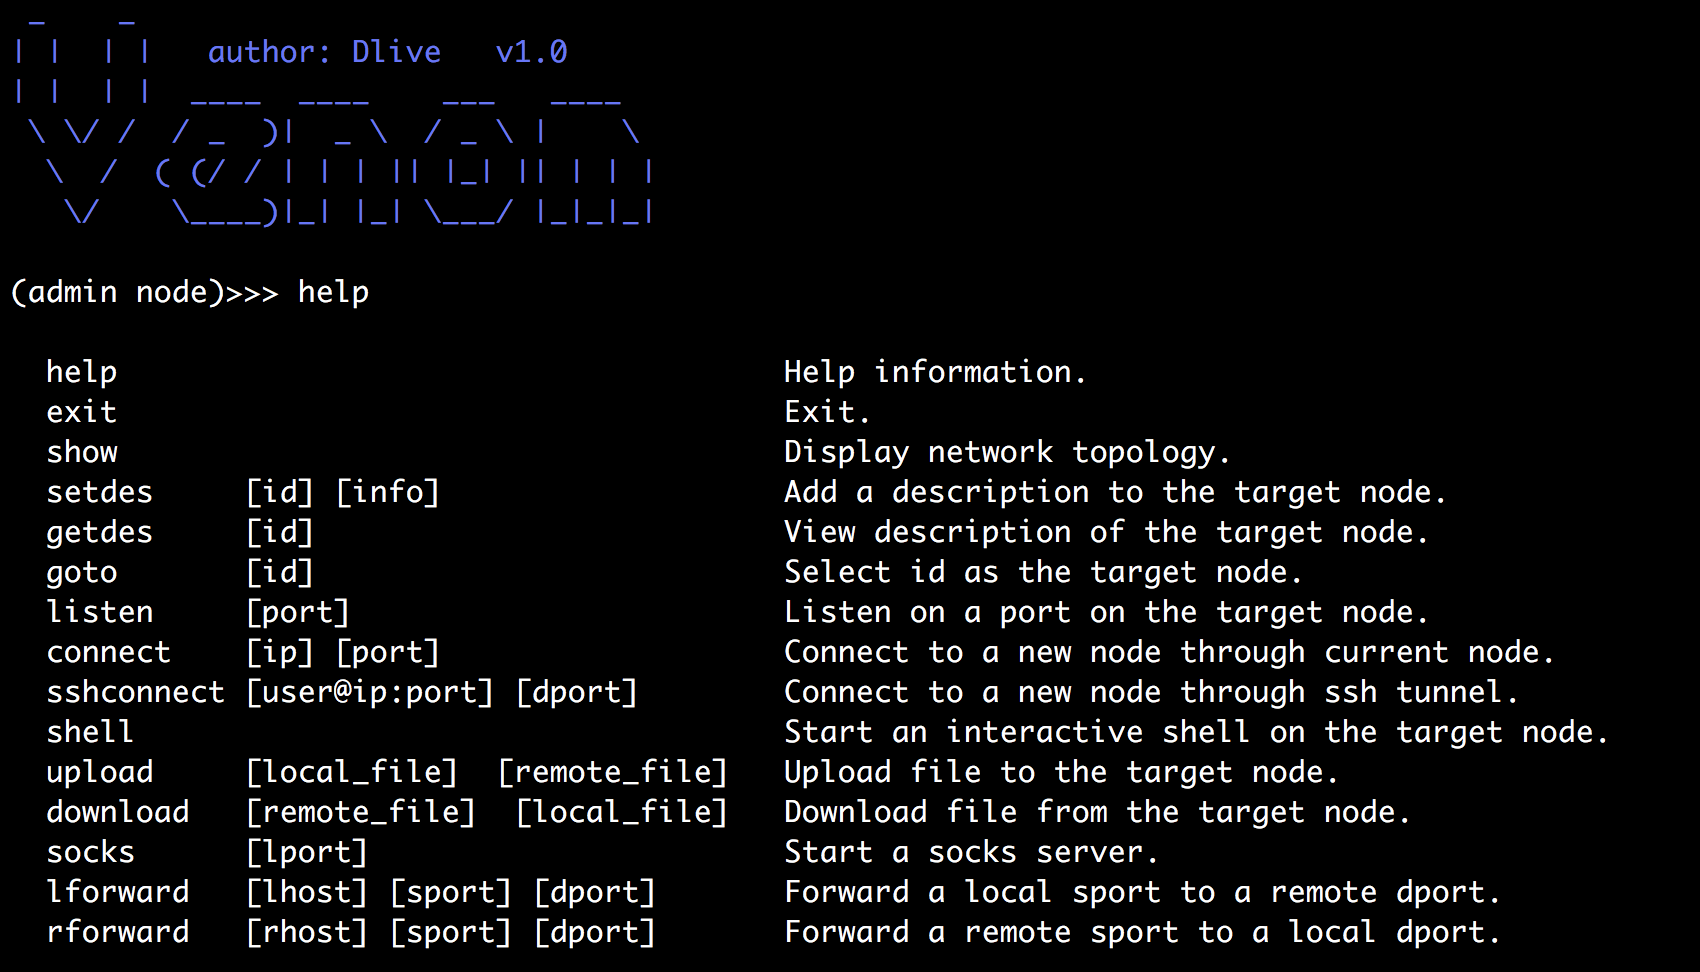 _    _
| |  | |   author: Dlive   v1.0
| |  | |  ____  ____    ___   ____
 \ \/ /  / _  )|  _ \  / _ \ |    \
  \  /  ( (/ / | | | || |_| || | | |
   \/    \____)|_| |_| \___/ |_|_|_|
(admin node)>>> help
help Help information.
exit Exit.
show Display network topology.
setdes [id] [info] Add a description to the target node.
getdes [id] View description of the target node.
goto [id] Select id as the target node.
listen [port] Listen on a port on the target node.
connect [ip] [port] Connect to a new node through current node.
sshconnect [user@ip:port] [dport] Connect to a new node through ssh tunnel.
shell Start an interactive shell on the target node.
upload [local_file] [remote_file] Upload file to the target node.
download [remote_file] [local_file] Download file from the target node.
socks [lport] Start a socks server.
lforward [lhost] [sport] [dport] Forward a local sport to a remote dport.
rforward [rhost] [sport] [dport] Forward a remote sport to a local dport.